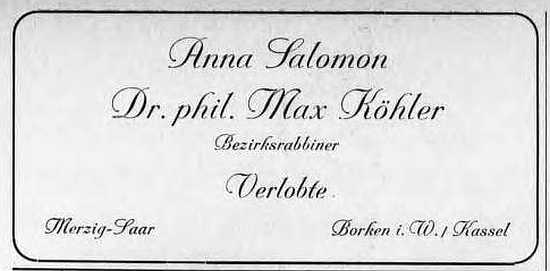 Anna Salomon
Dr. phil. Max Köhler
Bezirksrabbiner
Verlobte
Merzig-Saar Borken i. W. / Kassel